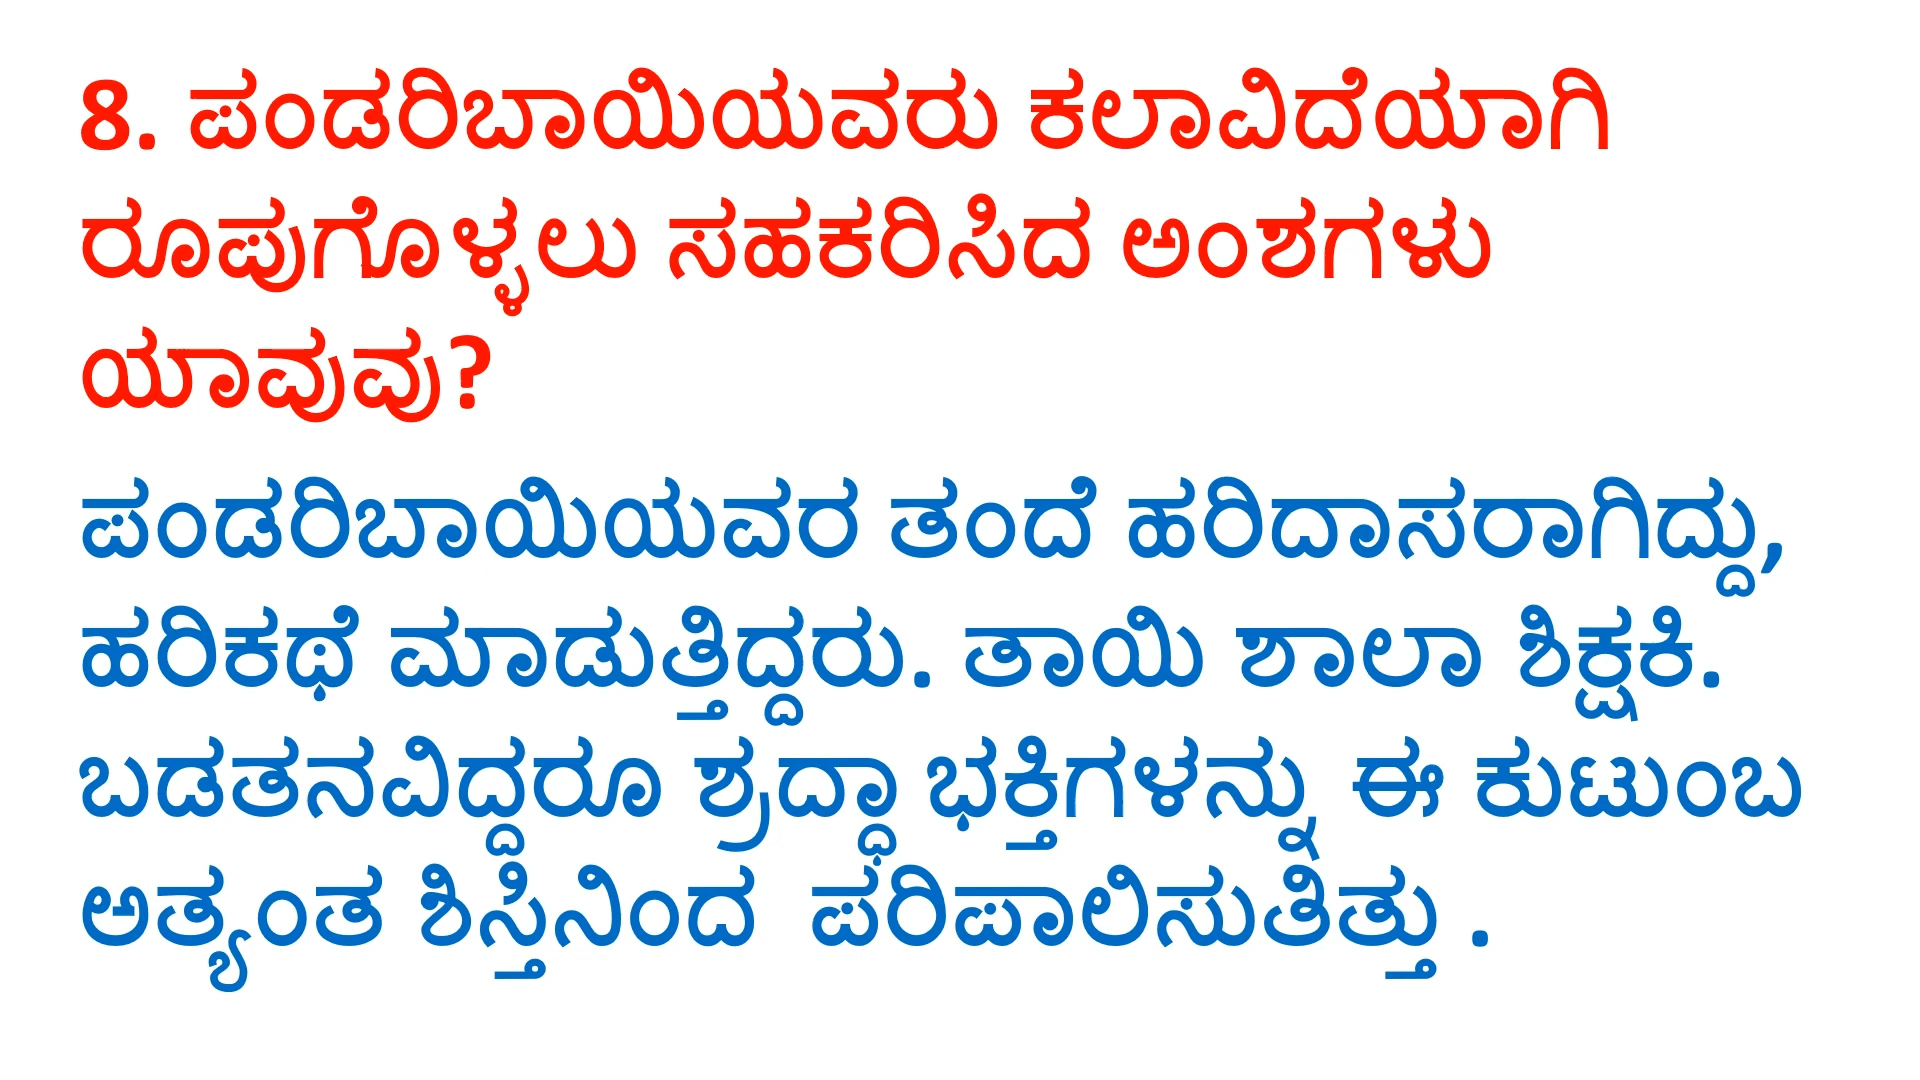 8. ಪಂಡರಿಬಾಯಿಯವರು ಕಲಾವಿದೆಯಾಗಿ
ರೂಪುಗೊಳ್ಳಲು ಸಹಕರಿಸಿದ ಅಂಶಗಳು
ಯಾವುವು?
ಪಂಡರಿಬಾಯಿಯವರ ತಂದೆ ಹರಿದಾಸರಾಗಿದ್ದು,
ಹರಿಕಥೆ ಮಾಡುತ್ತಿದ್ದರು. ತಾಯಿ ಶಾಲಾ ಶಿಕ್ಷಕಿ.
ಬಡತನವಿದ್ದರೂ ಶ್ರದ್ಧಾ ಭಕ್ತಿಗಳನ್ನು ಈ ಕುಟುಂಬ
ಅತ್ಯಂತ ಶಿಸ್ತಿನಿಂದ  ಪರಿಪಾಲಿಸುತಿತ್ತು .